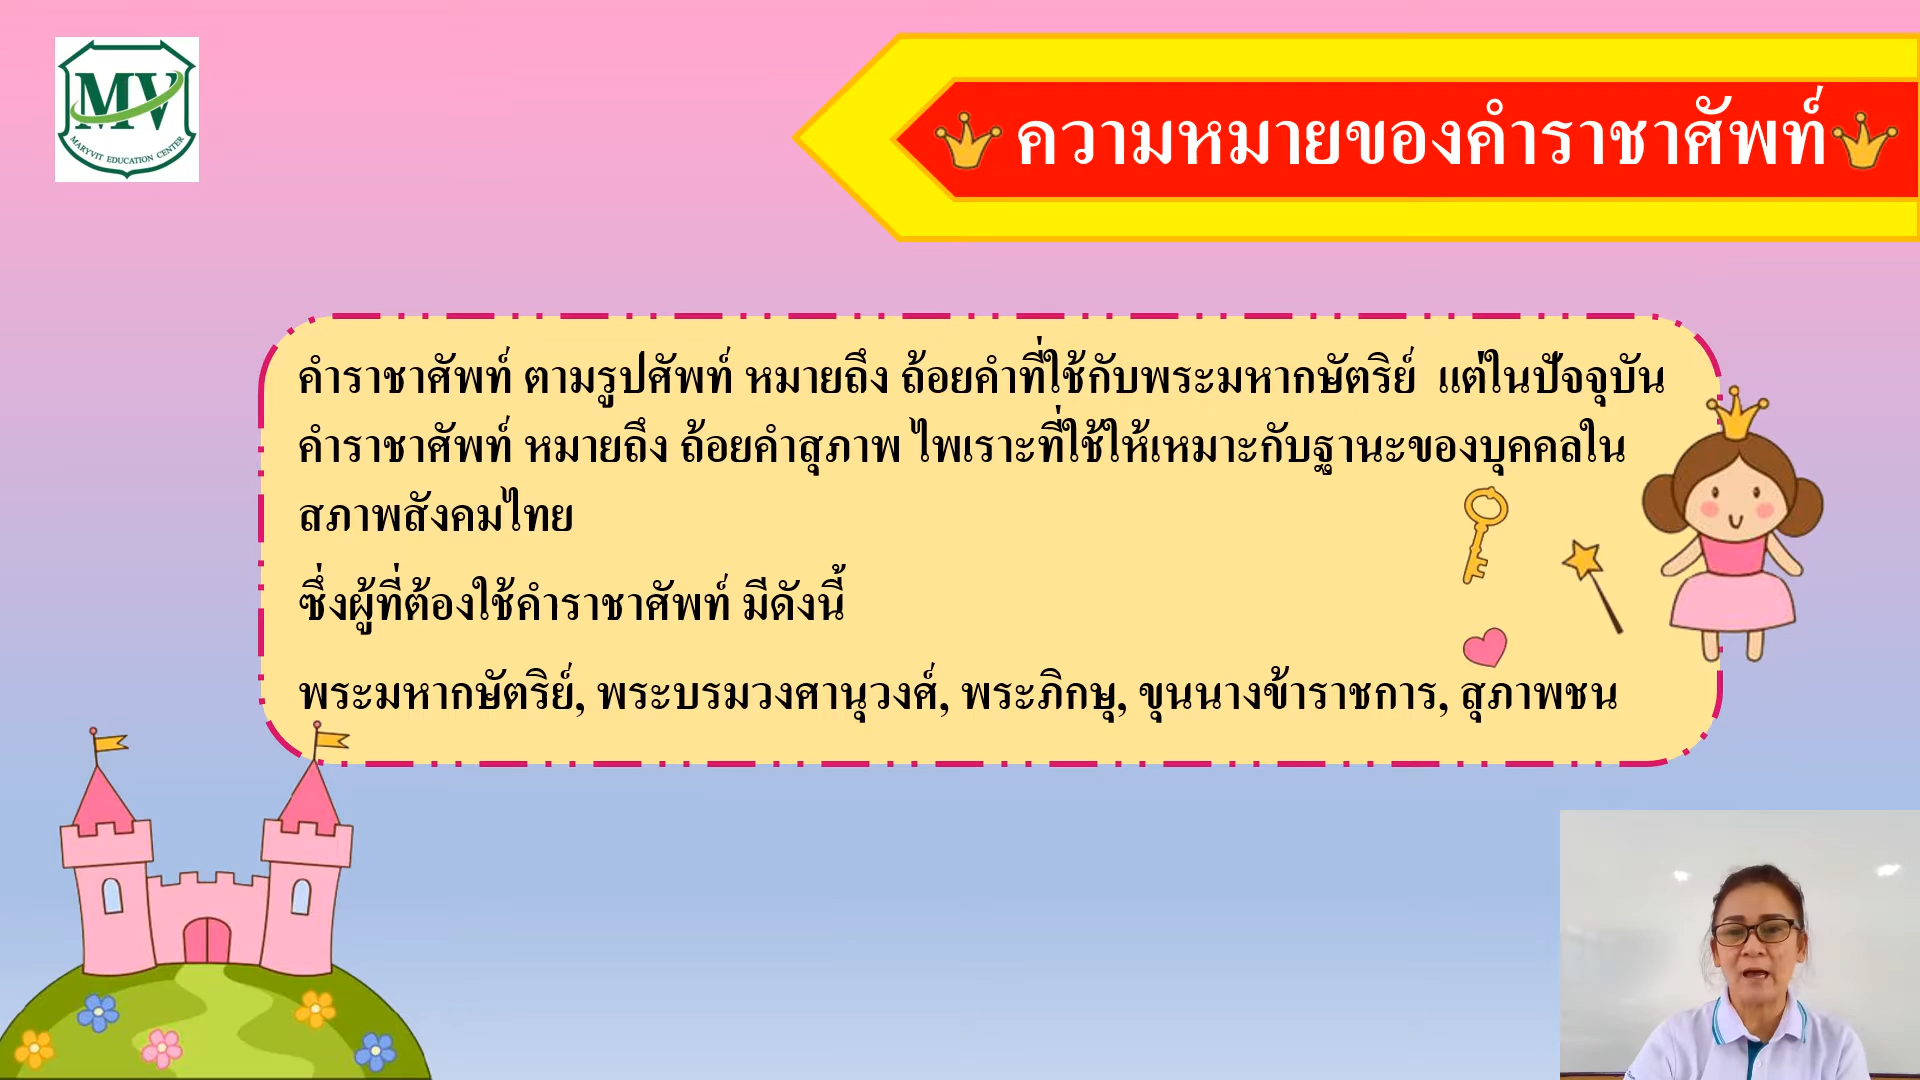 MV
MARYVIT EDUCATION CENTER
ความหมายของคำราชาศัพท์
คำราชาศัพท์ ตามรูปศัพท์ หมายถึง ถ้อยคำที่ใช้กับพระมหากษัตริย์ แต่ในปัจจุบัน
คำราชาศัพท์ หมายถึง ถ้อยคำสุภาพ ไพเราะที่ใช้ให้เหมาะกับฐานะของบุคคลใน
สภาพสังคมไทย
ซึ่งผู้ที่ต้องใช้คำราชาศัพท์ มีดังนี้
พระมหากษัตริย์, พระบรมวงศานุวงศ์, พระภิกษุ, ขุนนางข้าราชการ, สุภาพชน